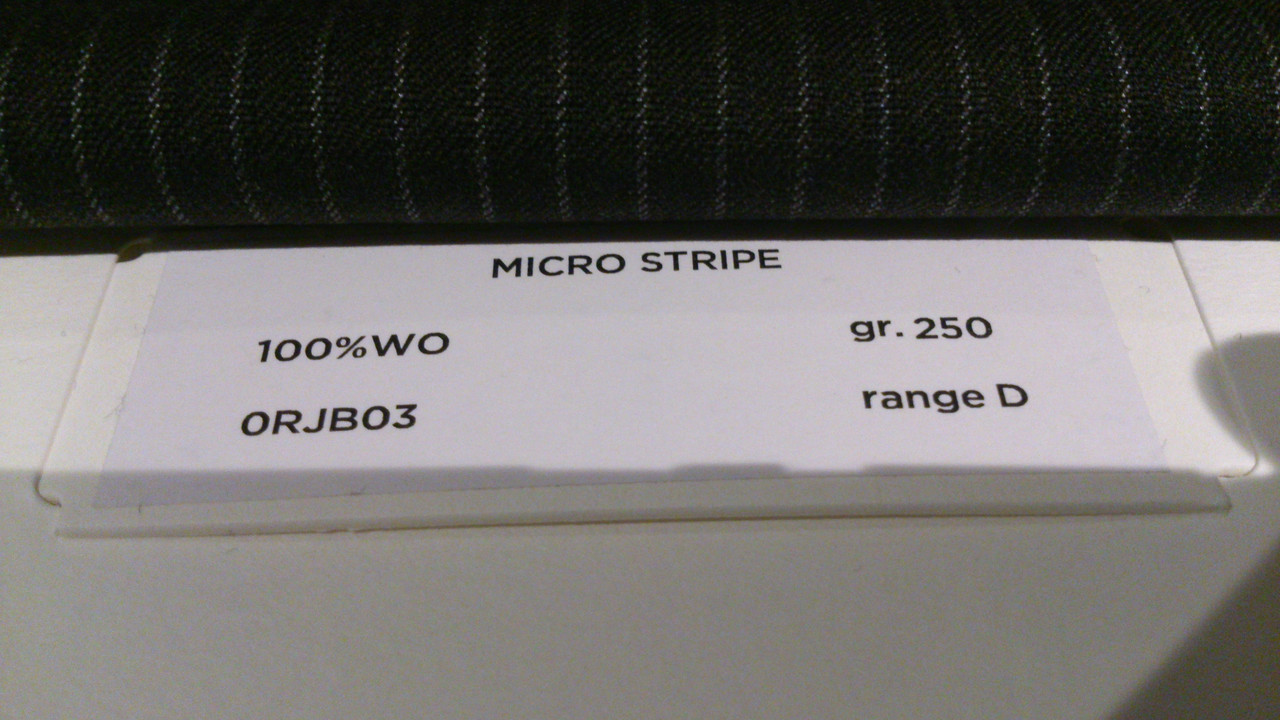 MICRO STRIPE
100%WO gr. 250
0RJB03 range D